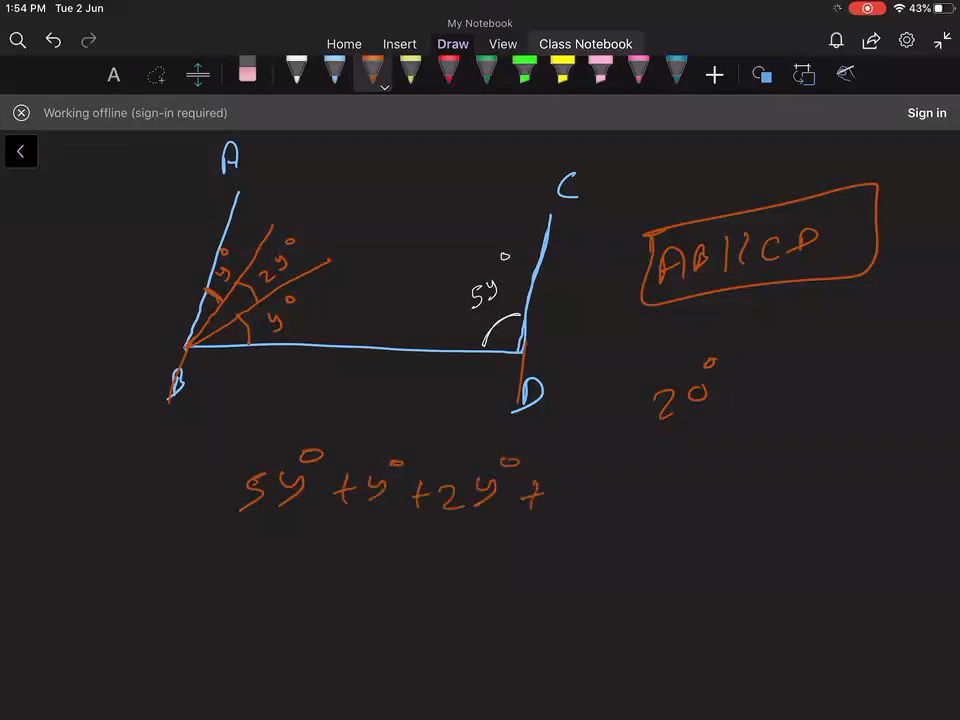 1:54 PM Tue 2 Jun
43%
My Notebook
Home Insert Draw View Class Notebook
A
Working offline (sign-in required) Sign in
A
C
y° 2y° y°
5y°
AB || CD
B
D
20°
5y° + y° + 2y° +